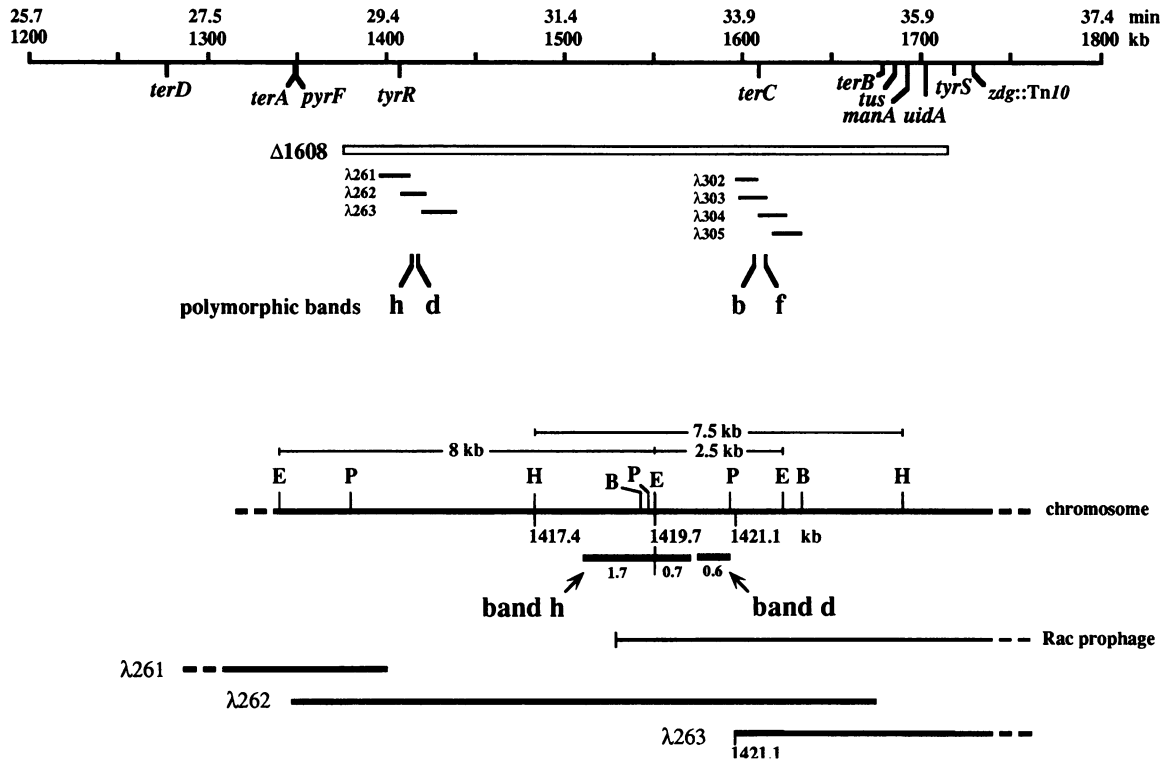 25.7 27.5 29.4 31.4 33.9 35.9 37.4 min
1200 1300 1400 1500 1600 1700 1800 kb
terD terA pyrF tyrR terC terB tus manA uidA tyrS zdg::Tn10
Δ1608
λ261 λ302
λ262 λ303
λ263 λ304
λ305
polymorphic bands h d b f
7.5 kb
8 kb 2.5 kb
E P H B P E P E B H
chromosome
1417.4 1419.7 1421.1 kb
1.7 0.7 0.6
band h band d
Rac prophage
λ261
λ262
λ263
1421.1